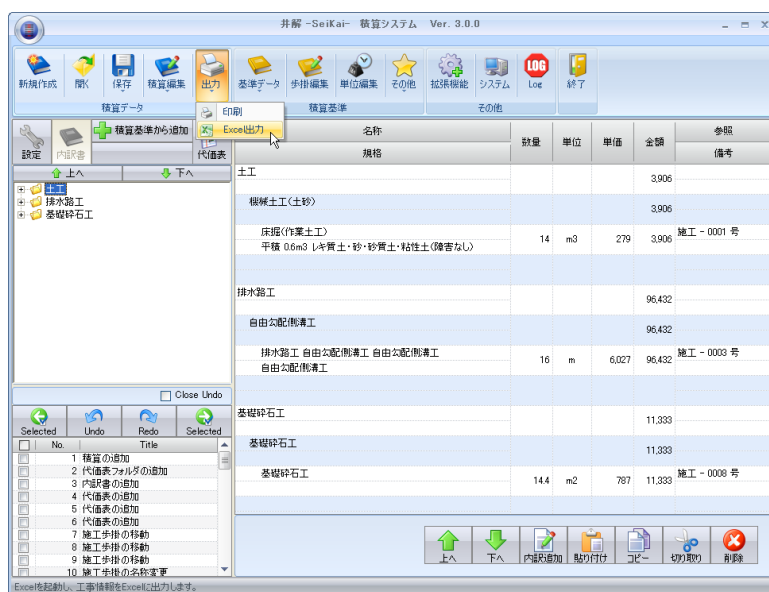 井解 -SeiKai- 積算システム Ver. 3.0.0
新規作成 開く 保存 積算編集 出力 基準データ 歩掛編集 単位編集 その他 拡張機能 システム Log 終了
LOG
積算データ 積算基準 その他
印刷
Excel出力
設定 内訳書 積算基準から追加 代価表
上へ 下へ
土工
排水路工
基礎砕石工
名称 数量 単位 単価 金額 参照
規格 備考
土工 3,906
機械土工(土砂) 3,906
床掘(作業土工) 14 m3 279 3,906 施工 - 0001 号
平積 0.6m3 レキ質土・砂・砂質土・粘性土(障害なし)
排水路工 96,432
自由勾配側溝工 96,432
排水路工 自由勾配側溝工 自由勾配側溝工 16 m 6,027 96,432 施工 - 0003 号
自由勾配側溝工
基礎砕石工 11,333
基礎砕石工 11,333
基礎砕石工 14.4 m2 787 11,333 施工 - 0008 号
Close Undo
Selected Undo Redo Selected
No. Title
1 積算の追加
2 代価表フォルダの追加
3 内訳書の追加
4 代価表の追加
5 代価表の追加
6 代価表の追加
7 施工歩掛の移動
8 施工歩掛の移動
9 施工歩掛の移動
10 施工歩掛の名称変更
上へ 下へ 内訳追加 貼り付け コピー 切り取り 削除
Excelを起動し、工事情報をExcelに出力します。